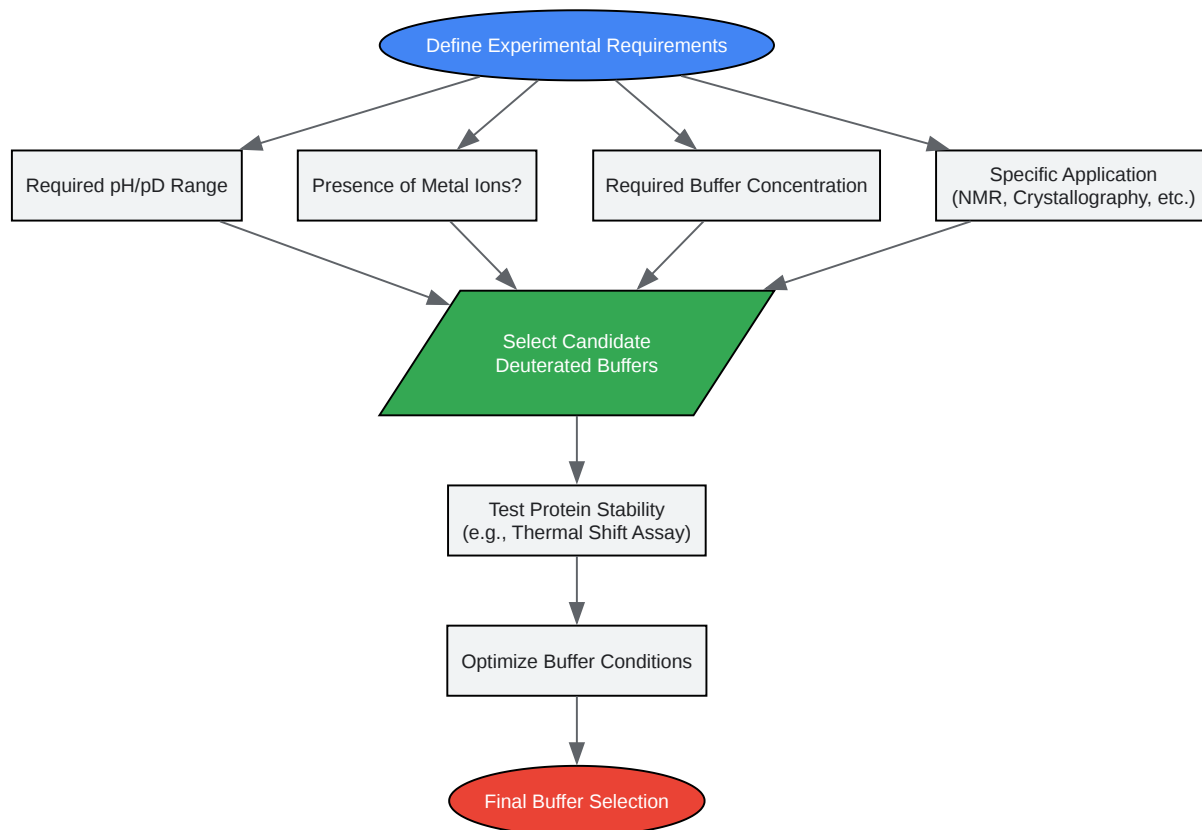 Define Experimental Requirements
Required pH/pD Range
Presence of Metal Ions?
Required Buffer Concentration
Specific Application
(NMR, Crystallography, etc.)
Select Candidate
Deuterated Buffers
Test Protein Stability
(e.g., Thermal Shift Assay)
Optimize Buffer Conditions
Final Buffer Selection